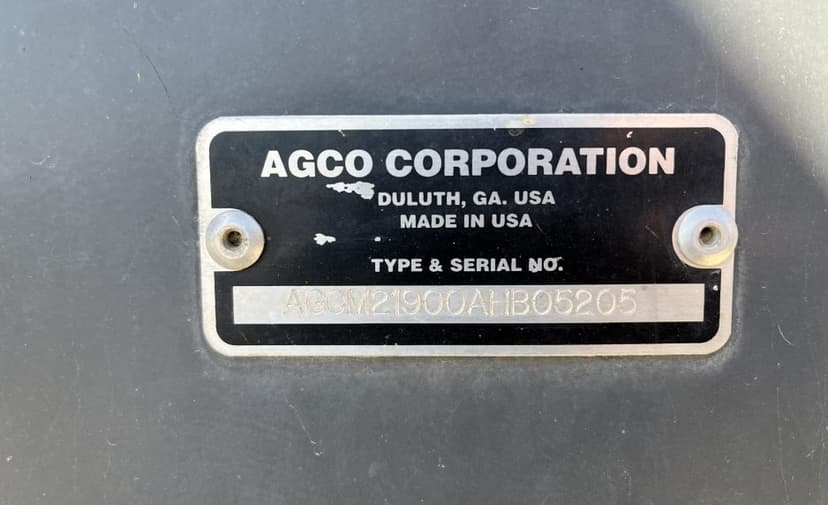 AGCO CORPORATION
DULUTH, GA. USA
MADE IN USA
TYPE & SERIAL NO.
AGCM21900AHB05205